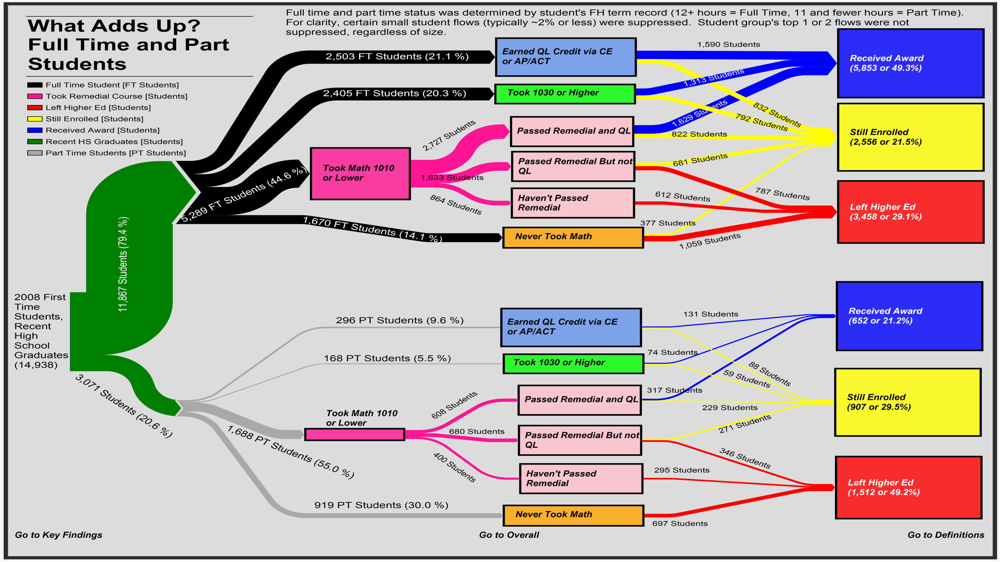 What Adds Up?
Full Time and Part
Students
Full time and part time status was determined by student's FH term record (12+ hours = Full Time, 11 and fewer hours = Part Time).
For clarity, certain small student flows (typically ~2% or less) were suppressed.  Student group's top 1 or 2 flows were not
suppressed, regardless of size.
Full Time Student [FT Students]
Took Remedial Course [Students]
Left Higher Ed [Students]
Still Enrolled [Students]
Received Award [Students]
Recent HS Graduates [Students]
Part Time Students [PT Students]
2008 First
Time
Students,
Recent
High
School
Graduates
(14,938)
11,867 Students (79.4 %)
3,071 Students (20.6 %)
2,503 FT Students (21.1 %)
2,405 FT Students (20.3 %)
5,289 FT Students (44.6 %)
1,670 FT Students (14.1 %)
Took Math 1010
or Lower
2,727 Students
1,633 Students
864 Students
Earned QL Credit via CE
or AP/ACT
Took 1030 or Higher
Passed Remedial and QL
Passed Remedial But not
QL
Haven't Passed
Remedial
Never Took Math
1,590 Students
1,313 Students
1,629 Students
832 Students
792 Students
822 Students
681 Students
787 Students
612 Students
377 Students
1,059 Students
Received Award
(5,853 or 49.3%)
Still Enrolled
(2,556 or 21.5%)
Left Higher Ed
(3,458 or 29.1%)
296 PT Students (9.6 %)
168 PT Students (5.5 %)
1,688 PT Students (55.0 %)
919 PT Students (30.0 %)
Took Math 1010
or Lower
608 Students
680 Students
400 Students
Earned QL Credit via CE
or AP/ACT
Took 1030 or Higher
Passed Remedial and QL
Passed Remedial But not
QL
Haven't Passed
Remedial
Never Took Math
131 Students
74 Students
88 Students
59 Students
317 Students
229 Students
271 Students
346 Students
295 Students
697 Students
Received Award
(652 or 21.2%)
Still Enrolled
(907 or 29.5%)
Left Higher Ed
(1,512 or 49.2%)
Go to Key Findings
Go to Overall
Go to Definitions